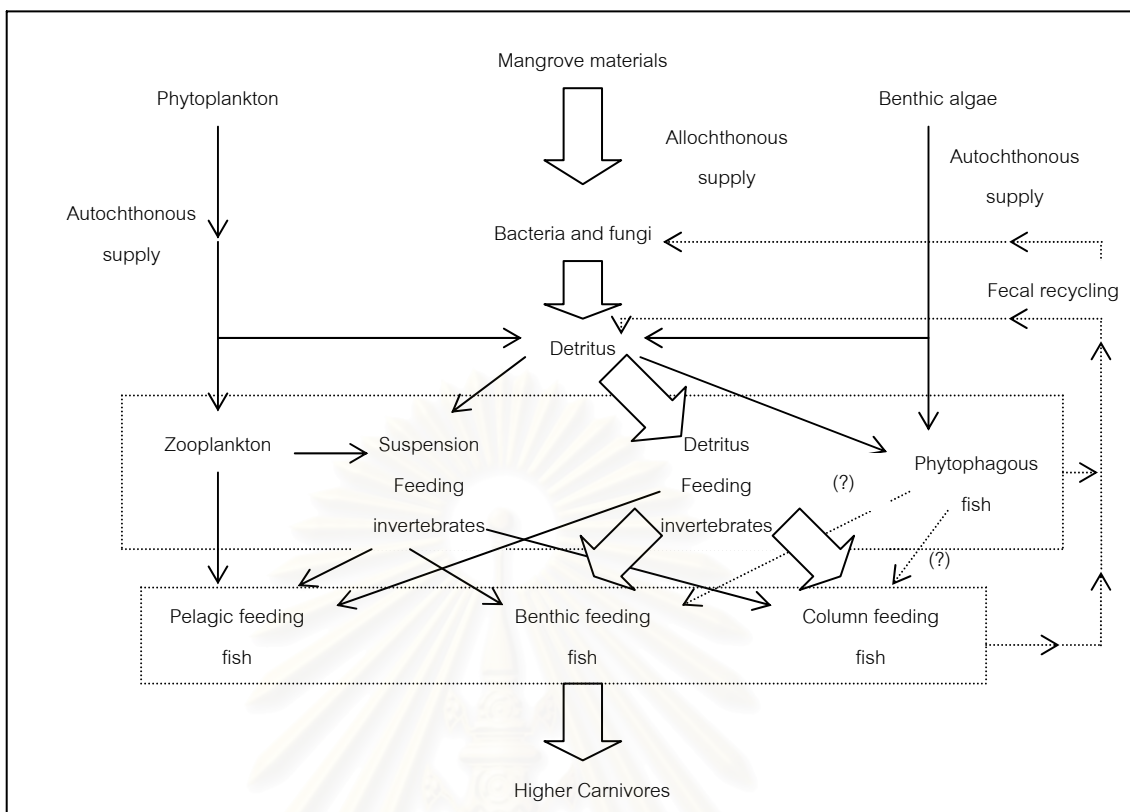 Mangrove materials
Phytoplankton
Benthic algae
Allochthonous
supply
Autochthonous
supply
Autochthonous
supply
Bacteria and fungi
Fecal recycling
Detritus
Zooplankton
Suspension
Feeding
invertebrates
Detritus
Feeding
invertebrates
(?)
Phytophagous
fish
(?)
Pelagic feeding
fish
Benthic feeding
fish
Column feeding
fish
Higher Carnivores